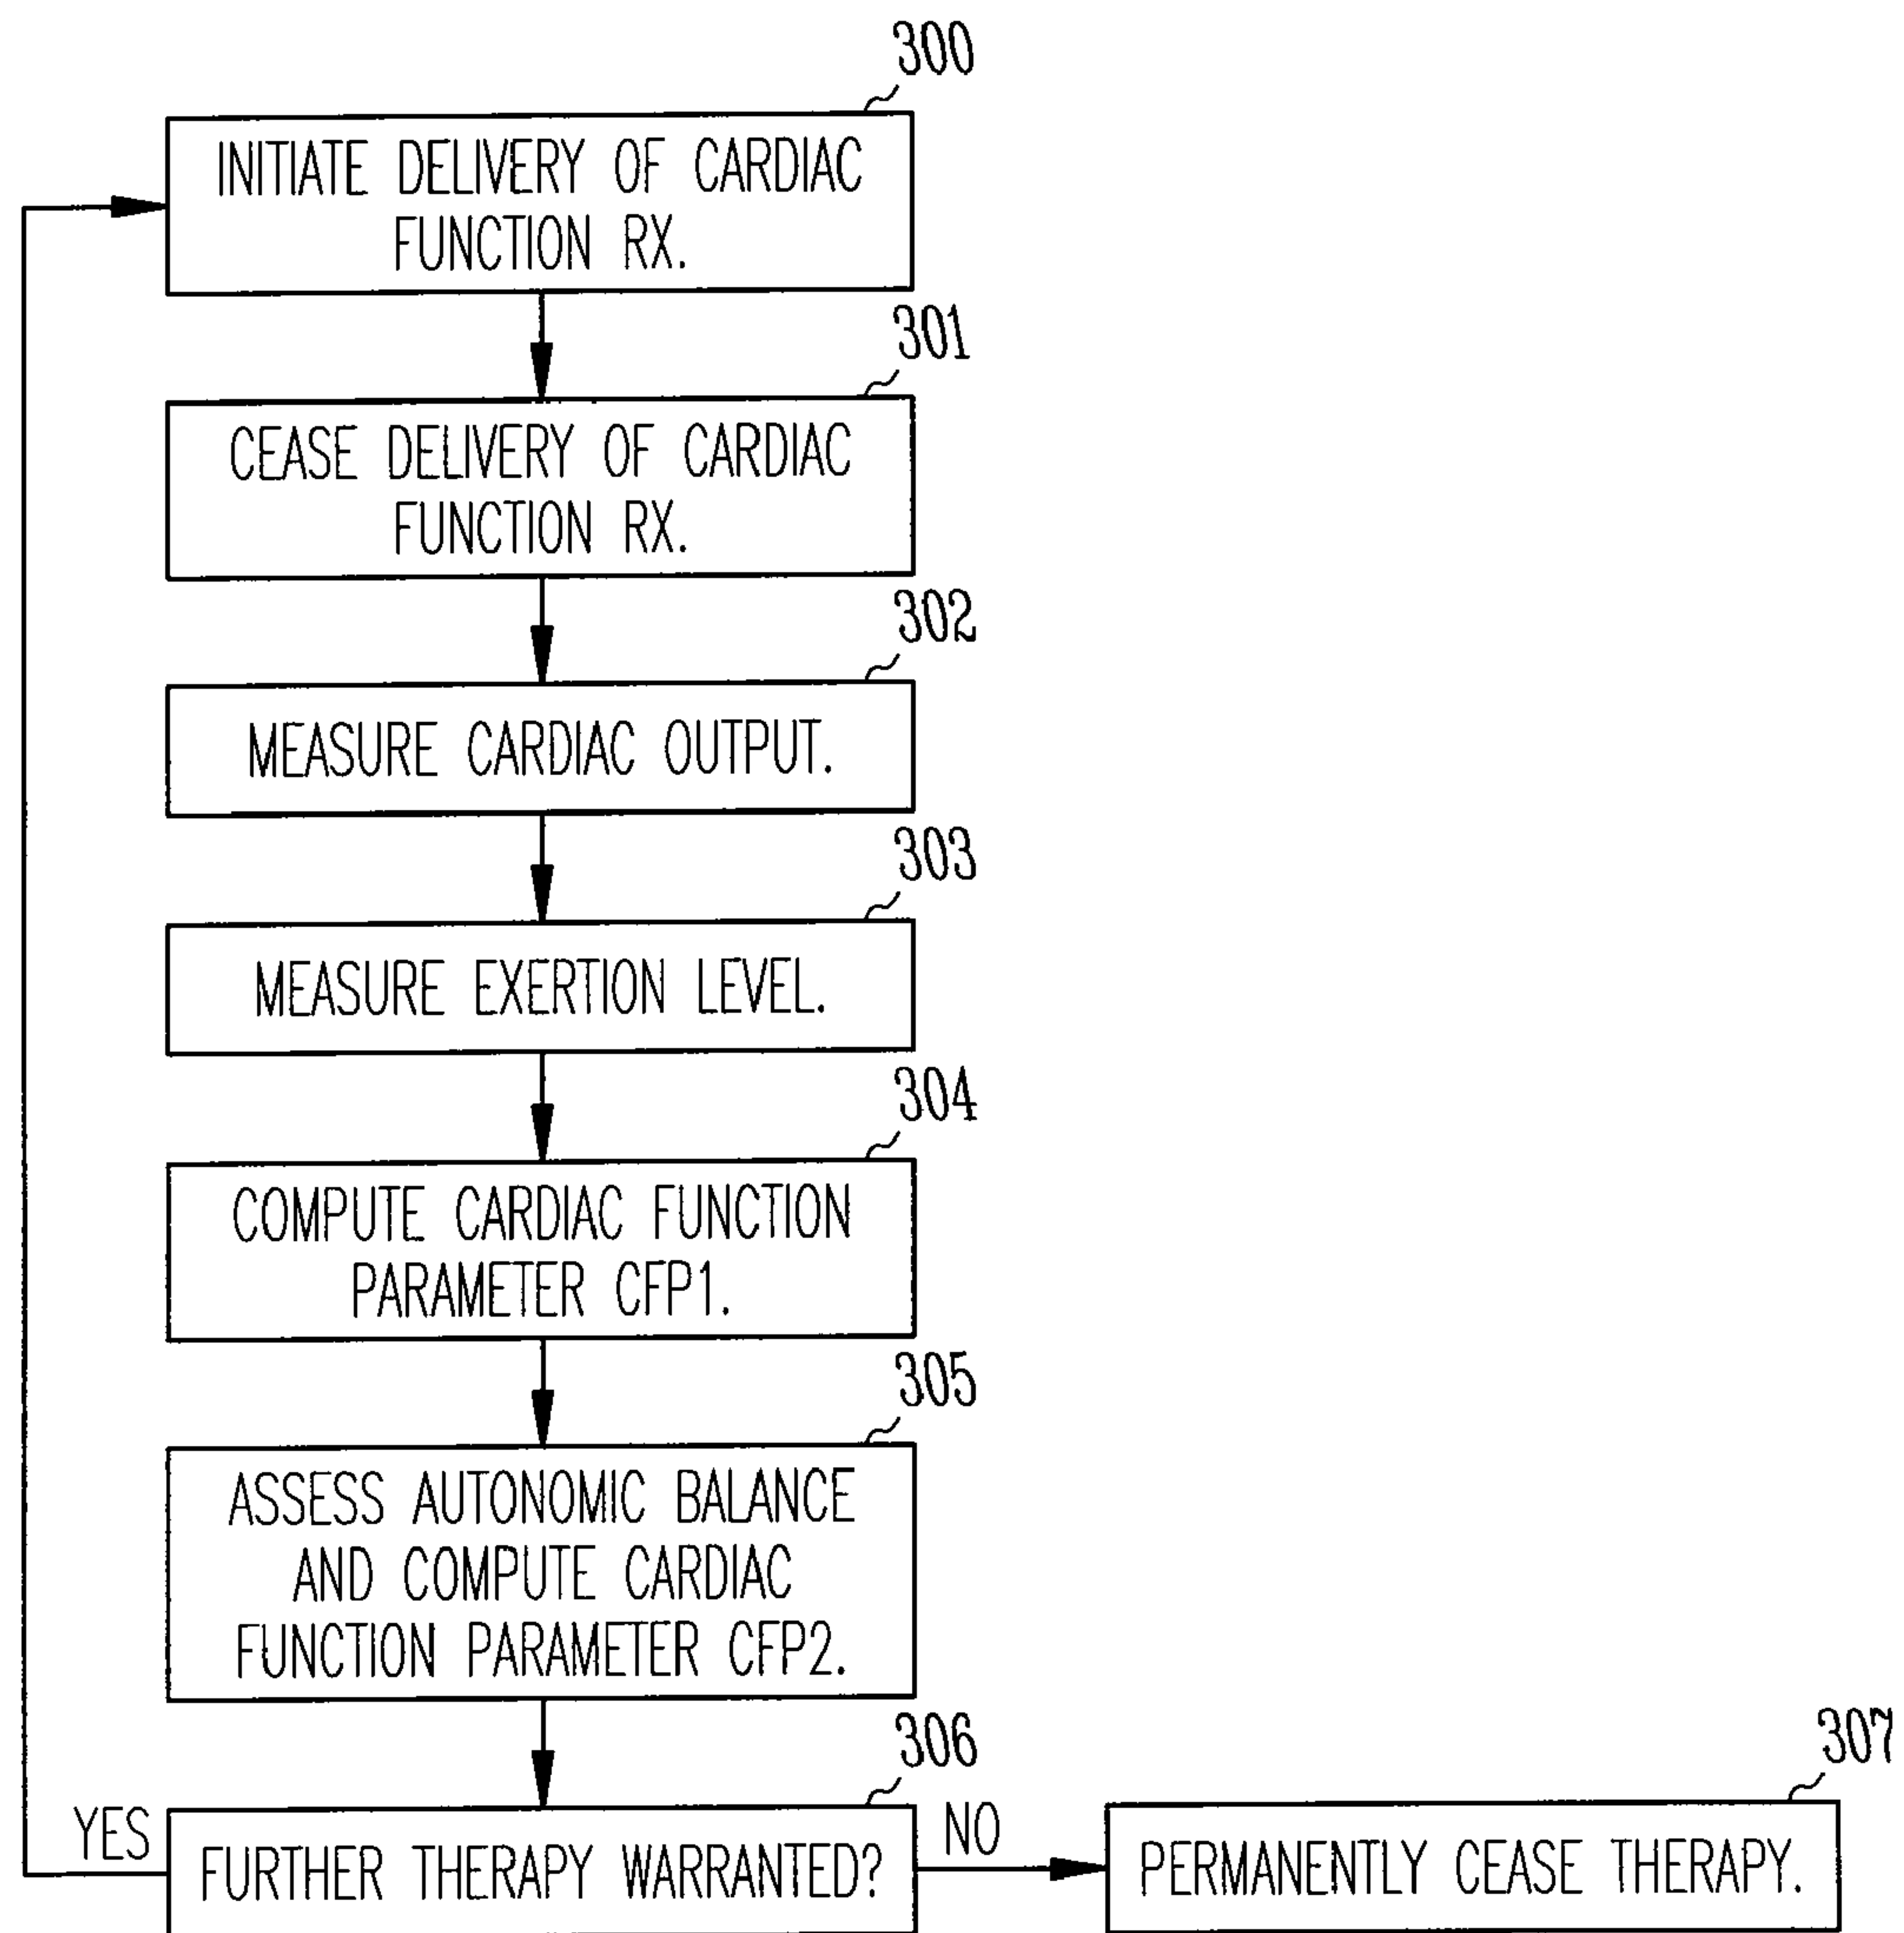 300
INITIATE DELIVERY OF CARDIAC
FUNCTION RX.
301
CEASE DELIVERY OF CARDIAC
FUNCTION RX.
302
MEASURE CARDIAC OUTPUT.
303
MEASURE EXERTION LEVEL.
304
COMPUTE CARDIAC FUNCTION
PARAMETER CFP1.
305
ASSESS AUTONOMIC BALANCE
AND COMPUTE CARDIAC
FUNCTION PARAMETER CFP2.
306
307
YES
FURTHER THERAPY WARRANTED?
NO
PERMANENTLY CEASE THERAPY.